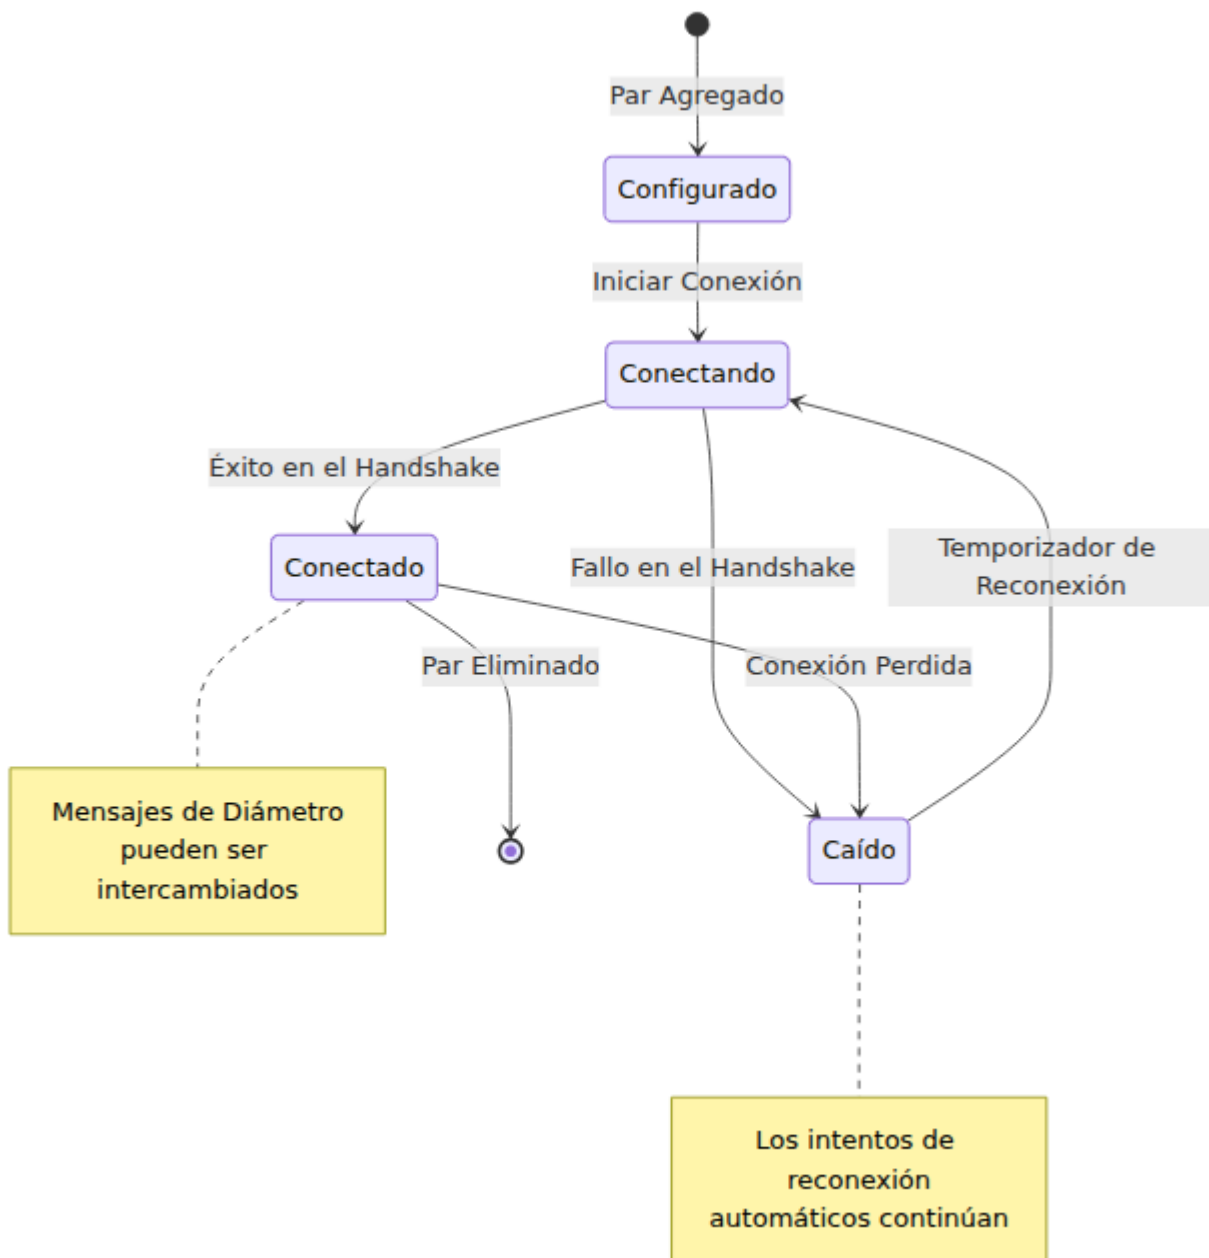 Par Agregado
Configurado
Iniciar Conexión
Conectando
Éxito en el Handshake
Conectado
Fallo en el Handshake
Temporizador de
Reconexión
Par Eliminado
Conexión Perdida
Mensajes de Diámetro
pueden ser
intercambiados
Caído
Los intentos de
reconexión
automáticos continúan